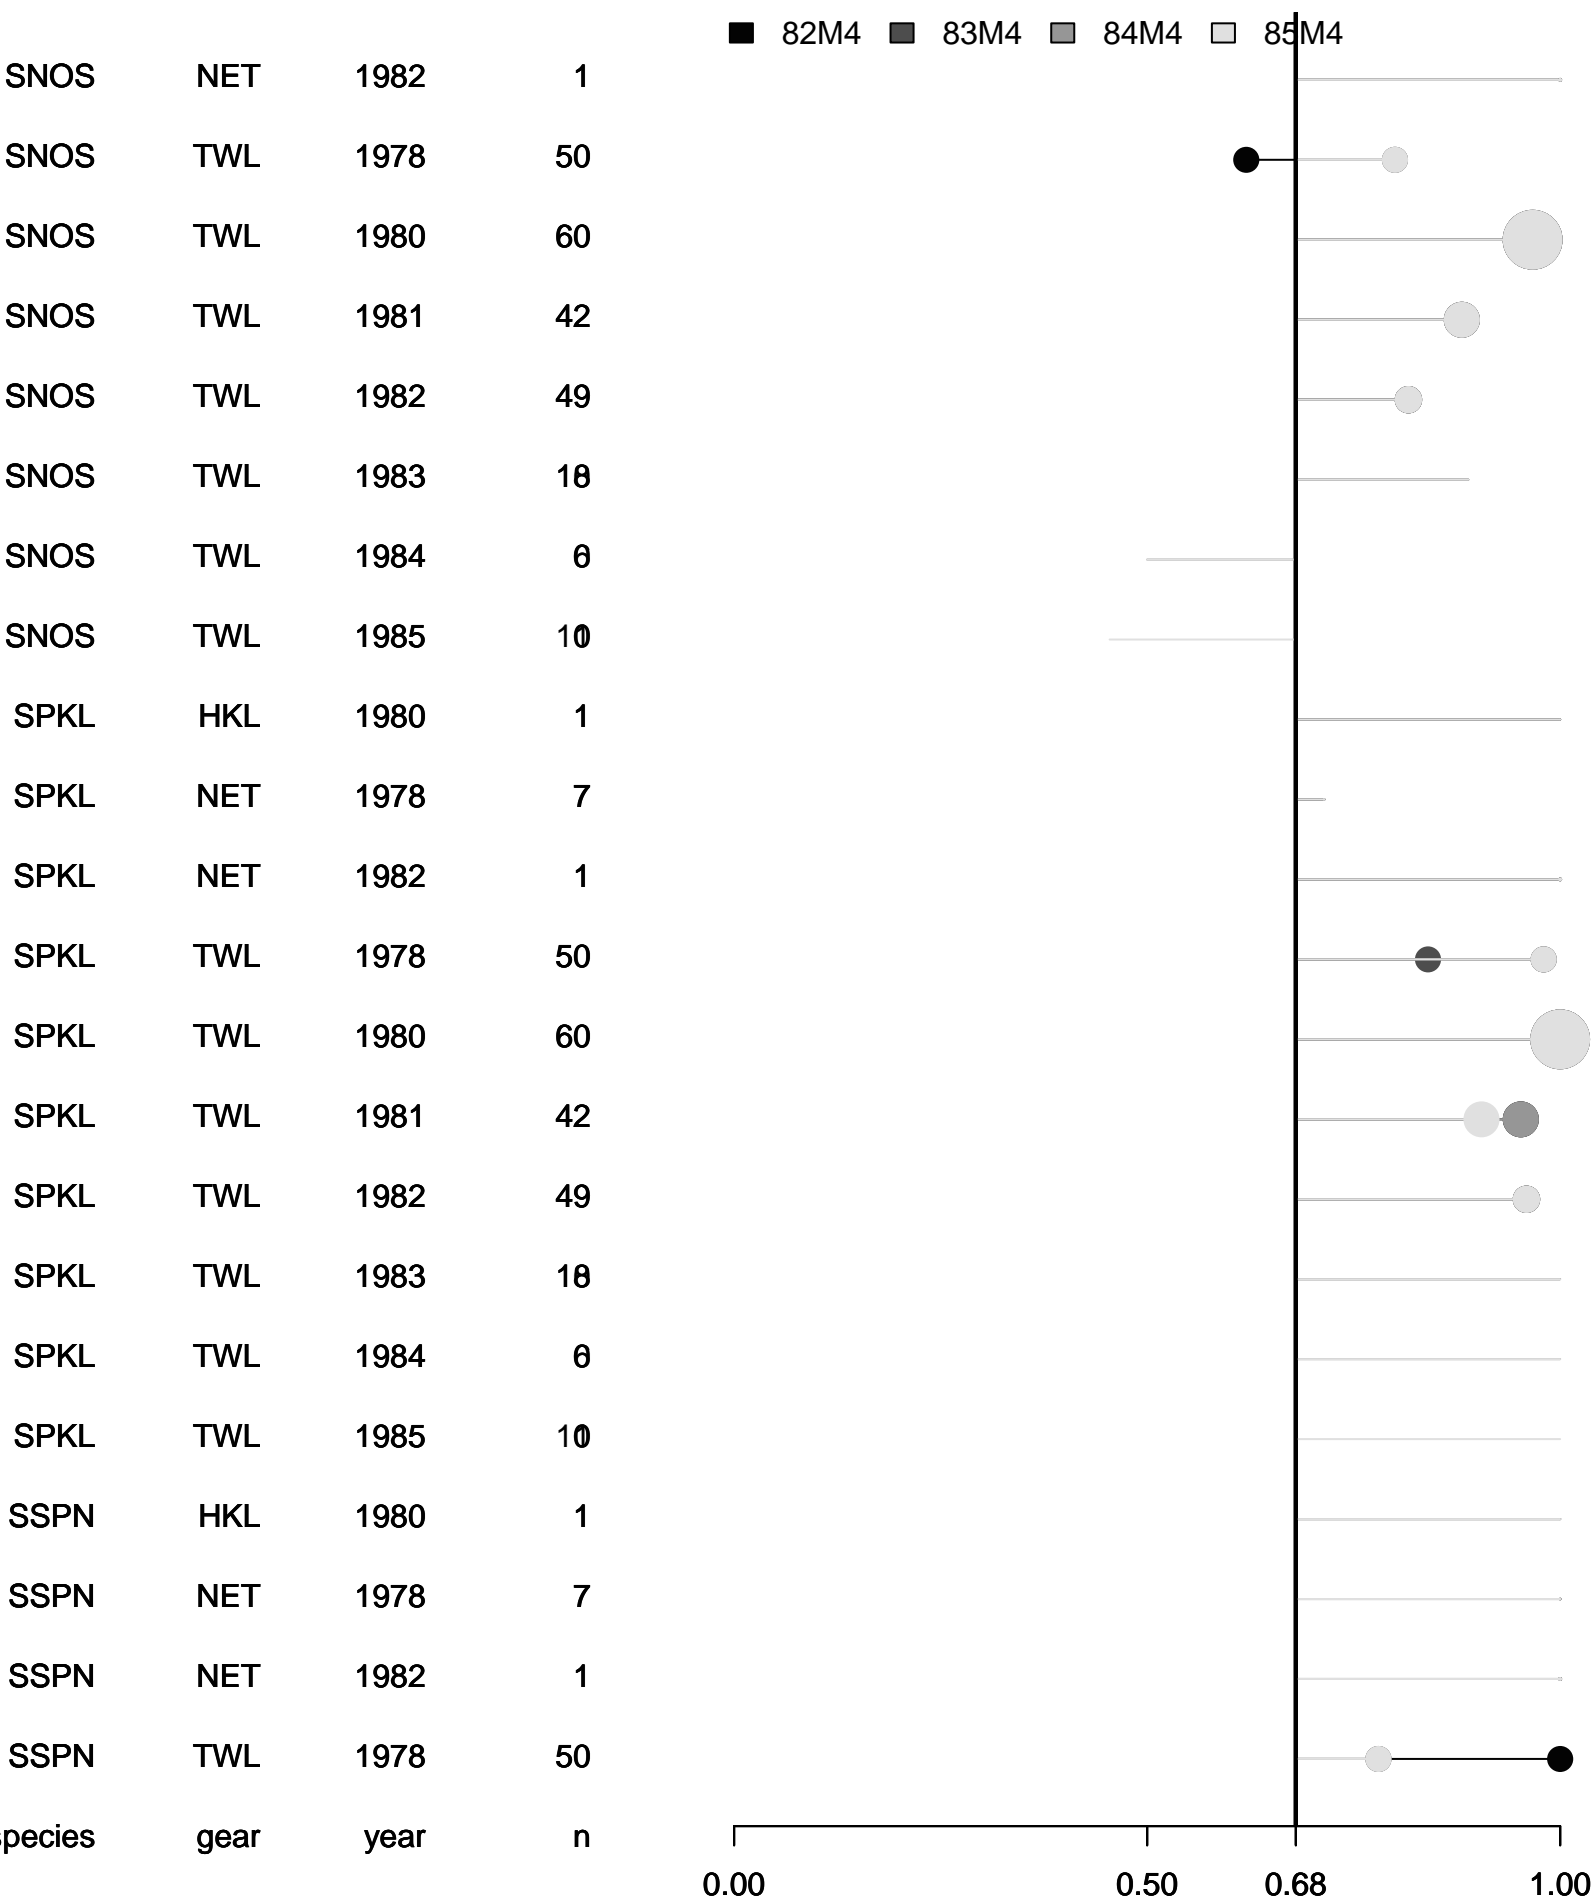 82M4 83M4 84M4 85M4
SNOS NET 1982 1
SNOS TWL 1978 50
SNOS TWL 1980 60
SNOS TWL 1981 42
SNOS TWL 1982 49
SNOS TWL 1983
SNOS TWL 1984
SNOS TWL 1985
SPKL HKL 1980 1
SPKL NET 1978 7
SPKL NET 1982 1
SPKL TWL 1978 50
SPKL TWL 1980 60
SPKL TWL 1981 42
SPKL TWL 1982 49
SPKL TWL 1983
SPKL TWL 1984
SPKL TWL 1985
SSPN HKL 1980 1
SSPN NET 1978 7
SSPN NET 1982 1
SSPN TWL 1978 50
species gear year n
0.00 0.50 0.68 1.00